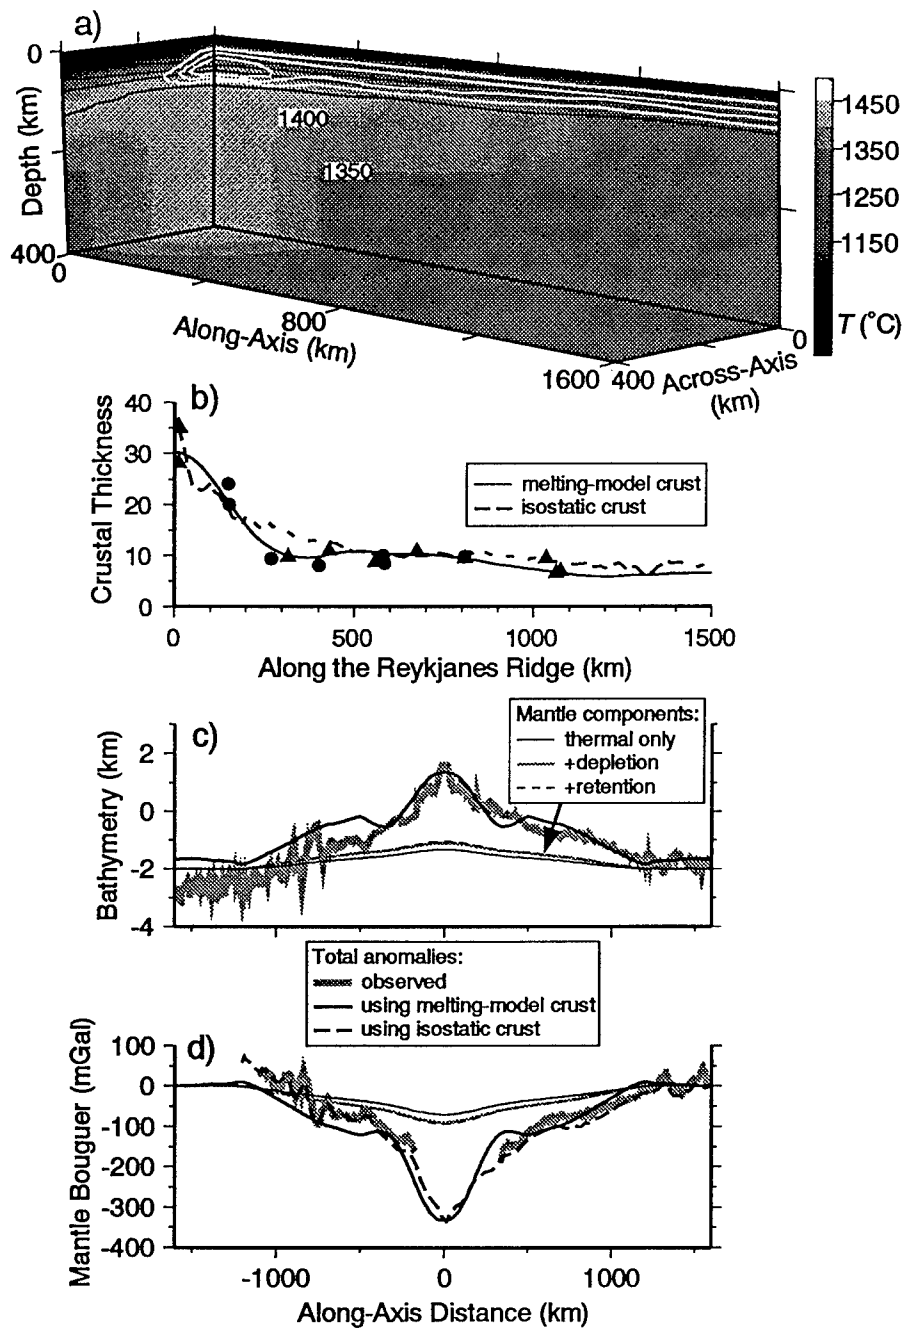 a)
0
Depth (km)
400
1400
1350
1450
1350
1250
1150
T (°C)
0
Along-Axis (km)
800
1600
400
0
Across-Axis
(km)
b)
Crustal Thickness
40
30
20
10
0
melting-model crust
isostatic crust
0
500
1000
1500
Along the Reykjanes Ridge (km)
c)
Bathymetry (km)
2
0
-2
-4
Mantle components:
thermal only
+depletion
+retention
Total anomalies:
observed
using melting-model crust
using isostatic crust
d)
Mantle Bouguer (mGal)
100
0
-100
-200
-300
-400
-1000
0
1000
Along-Axis Distance (km)